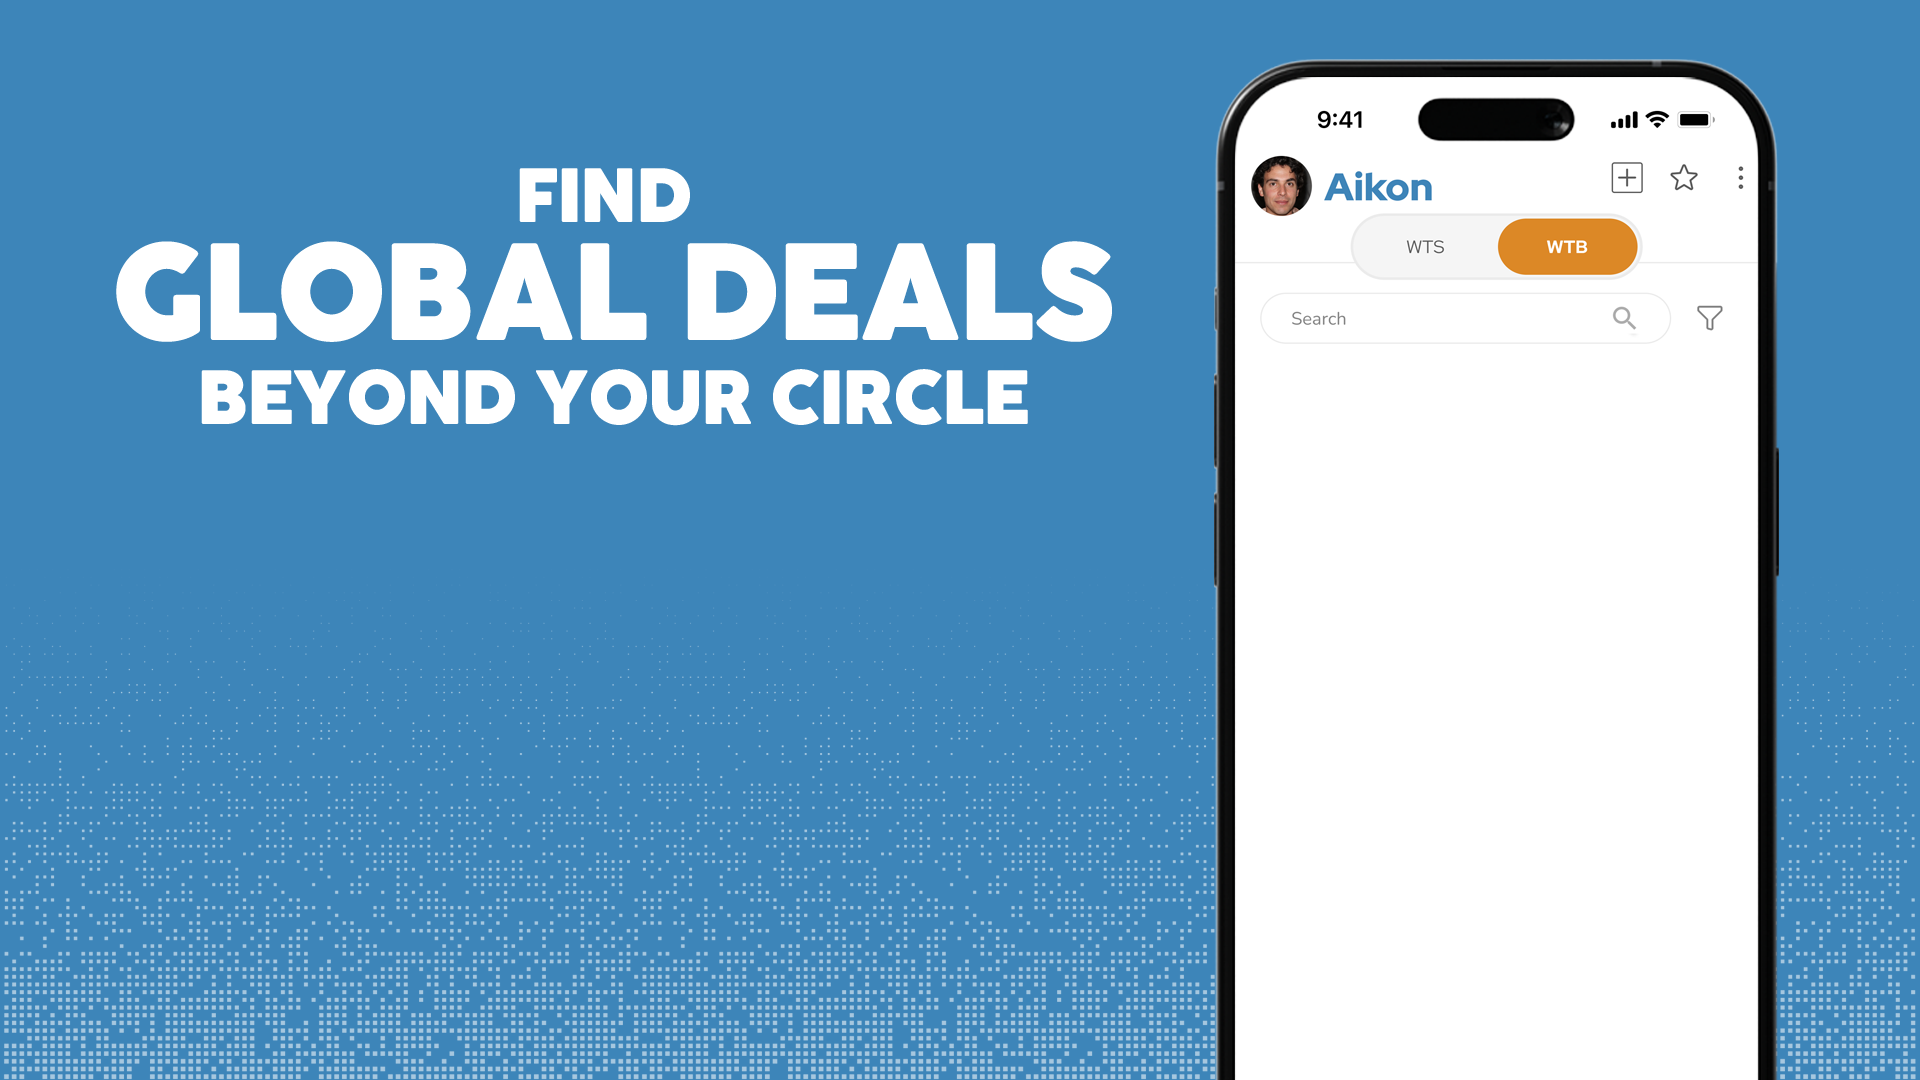 FIND
GLOBAL DEALS
BEYOND YOUR CIRCLE
9:41
Aikon
WTS
WTB
Search